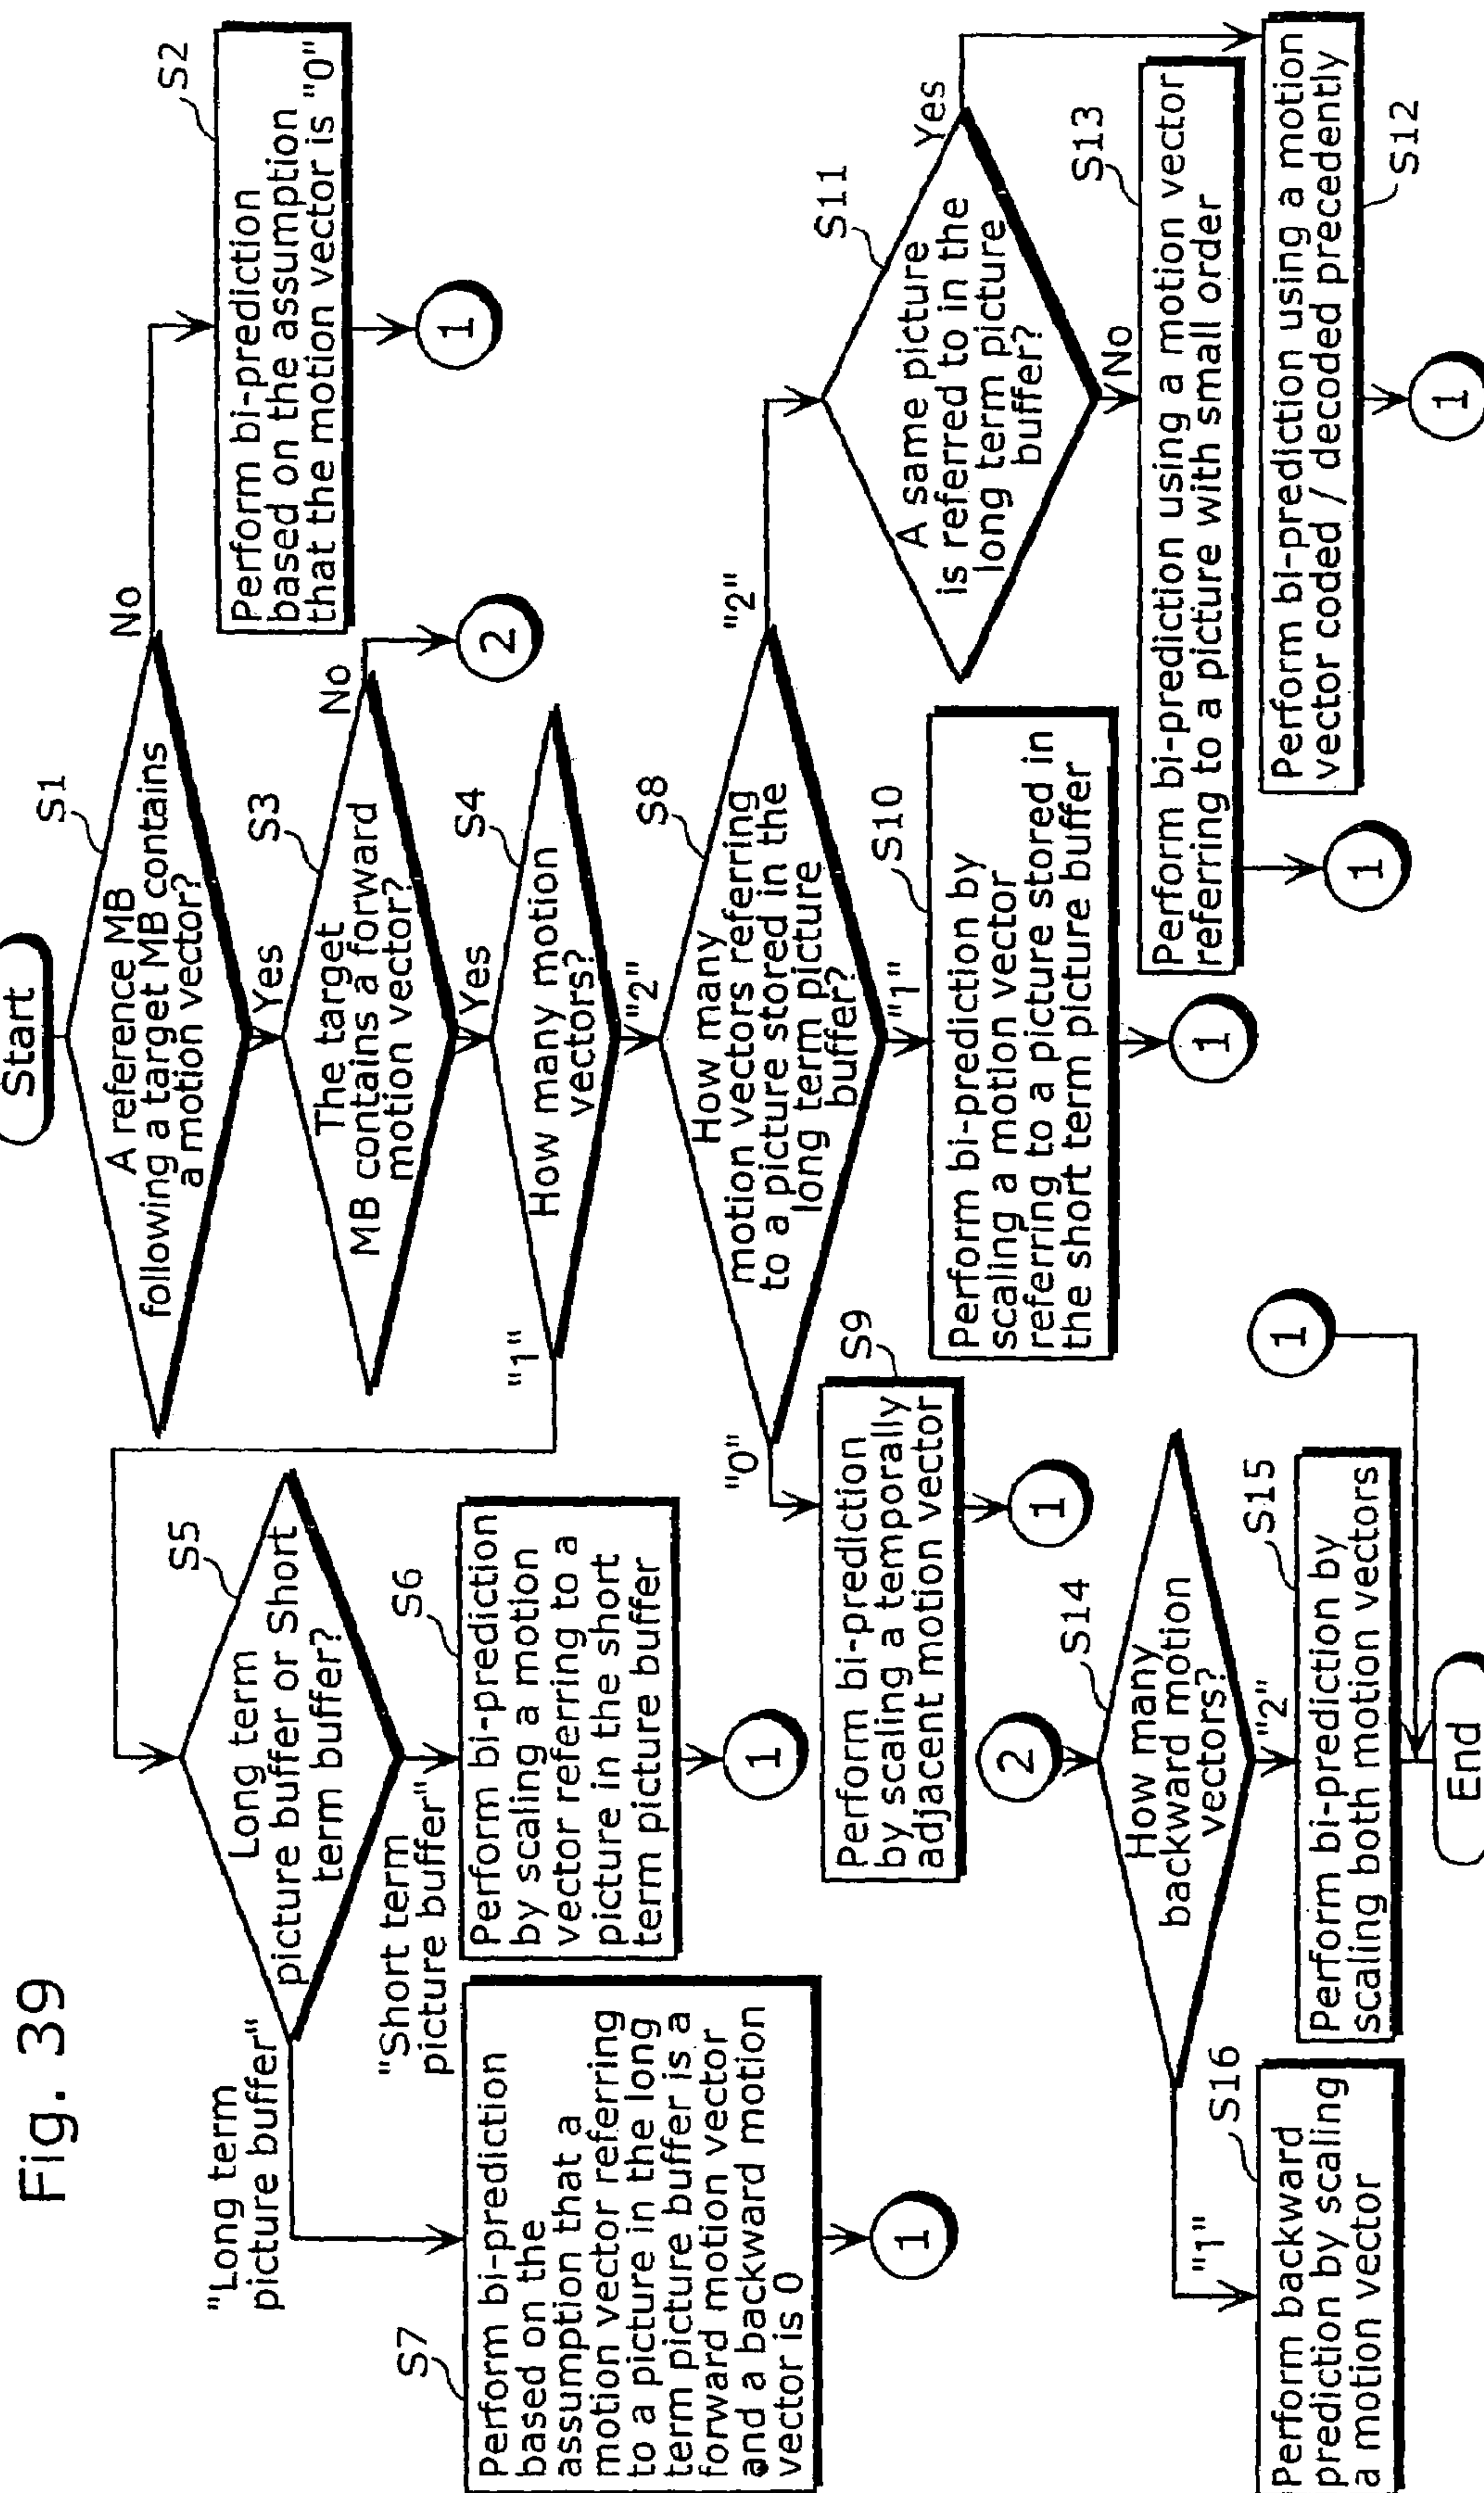 Fig. 39
Start
S1
A reference MB
following a target MB contains
a motion vector?
No
S2
Perform bi-prediction
based on the assumption
that the motion vector is "0"
1
Yes
S3
The target
MB contains a forward
motion vector?
No
2
Yes
S4
How many motion
vectors?
"1"
"2"
S5
Long term
picture buffer or Short
term buffer?
"Long term
picture buffer"
"Short term
picture buffer"
S6
Perform bi-prediction
by scaling a motion
vector referring to a
picture in the short
term picture buffer
1
S7
Perform bi-prediction
based on the
assumption that a
motion vector referring
to a picture in the long
term picture buffer is a
forward motion vector
and a backward motion
vector is 0
1
S8
How many
motion vectors referring
to a picture stored in the
long term picture
buffer?
"0"
"1"
"2"
S9
Perform bi-prediction
by scaling a temporally
adjacent motion vector
1
S10
Perform bi-prediction by
scaling a motion vector
referring to a picture stored in
the short term picture buffer
1
S11
A same picture
is referred to in the
long term picture
buffer?
Yes
No
S13
Perform bi-prediction using a motion vector
referring to a picture with small order
1
Perform bi-prediction using a motion
vector coded / decoded precedently
S12
1
2
S14
How many
backward motion
vectors?
"1"
"2"
S15
Perform bi-prediction by
scaling both motion vectors
S16
Perform backward
prediction by scaling
a motion vector
1
End